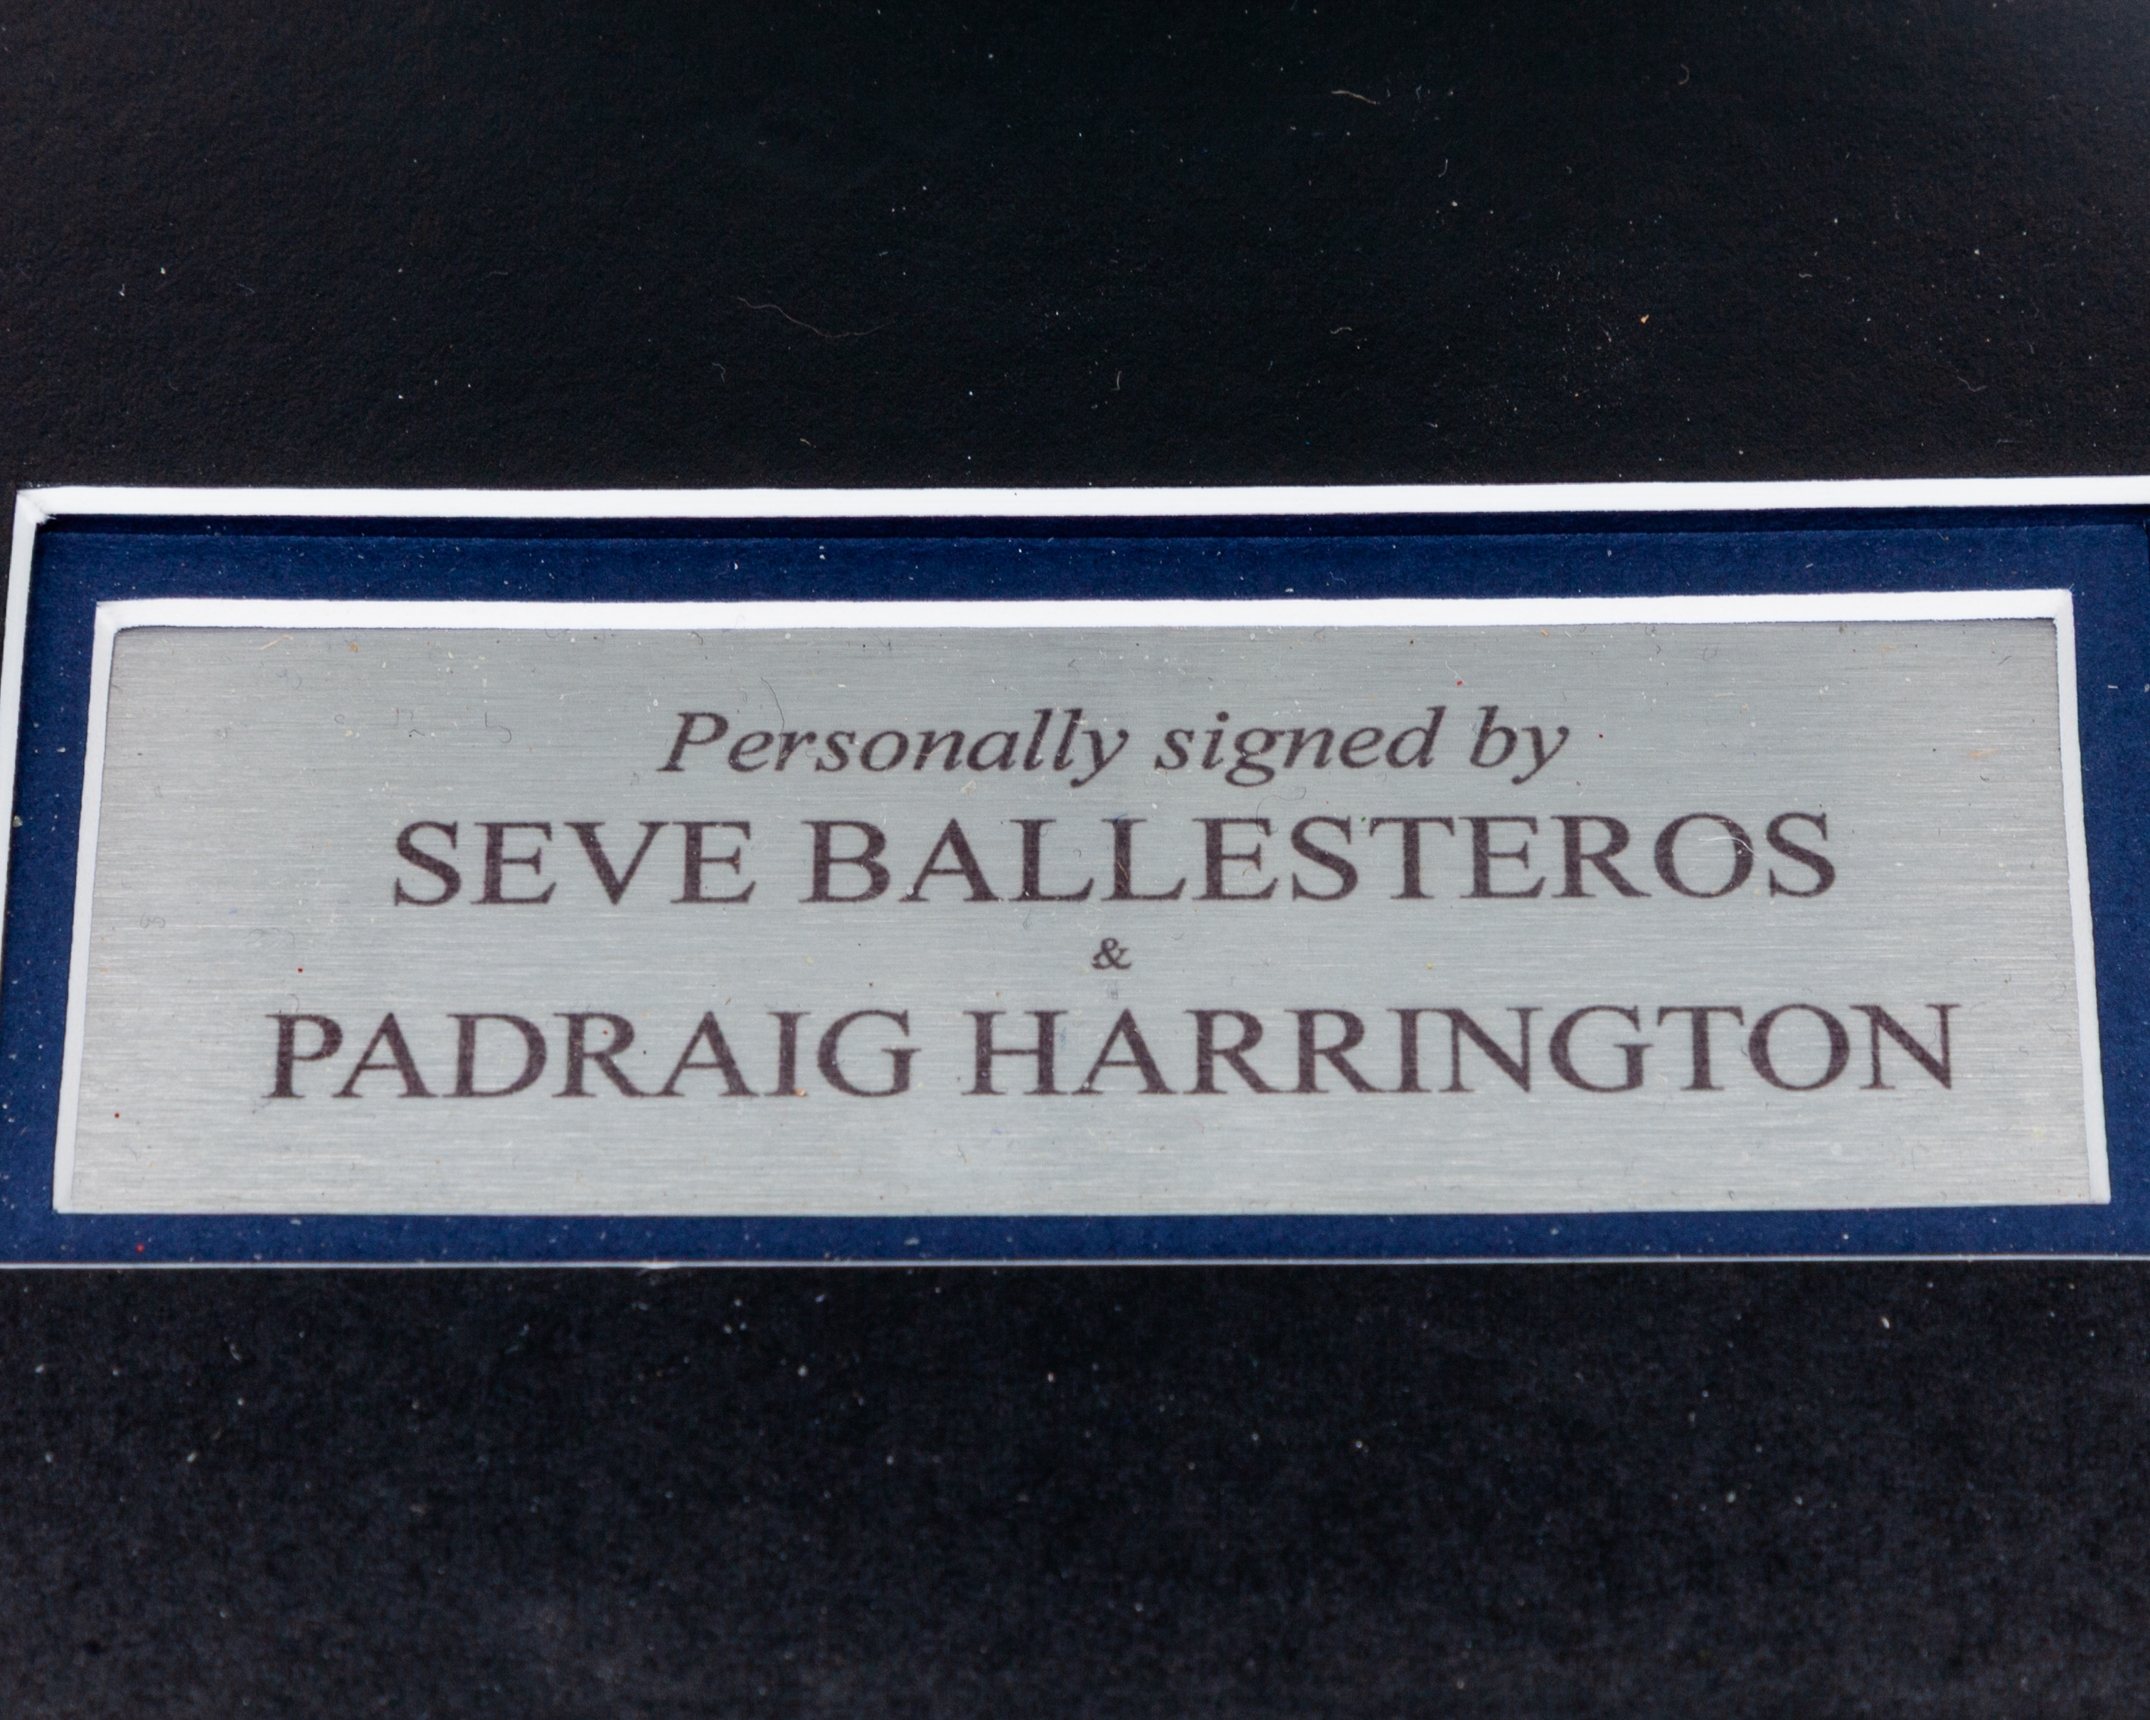 Personally signed by
SEVE BALLESTEROS
&
PADRAIG HARRINGTON